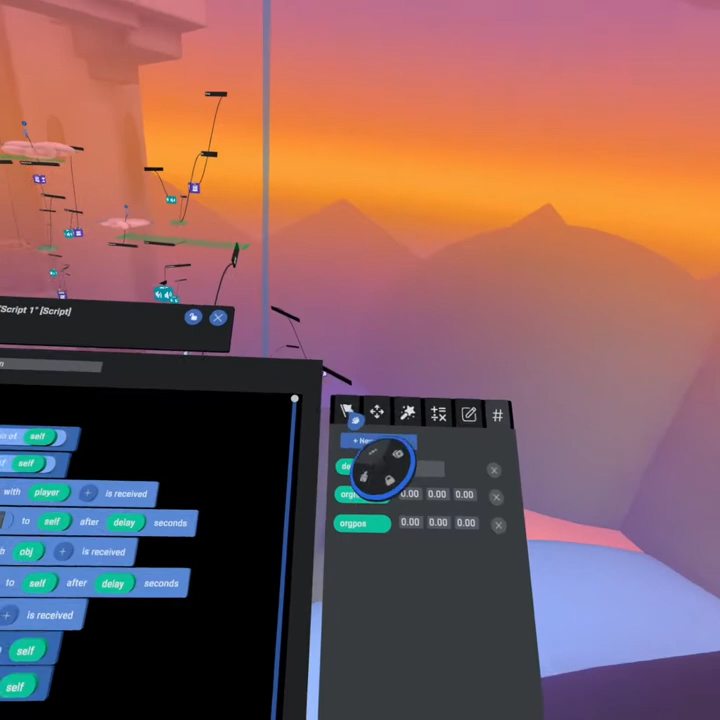 Script 1" [Script]
of self
self
with player + is received
to self after delay seconds
obj + is received
to self after delay seconds
+ is received
self
self
#
+ New
0.00 0.00 0.00
orgpos 0.00 0.00 0.00